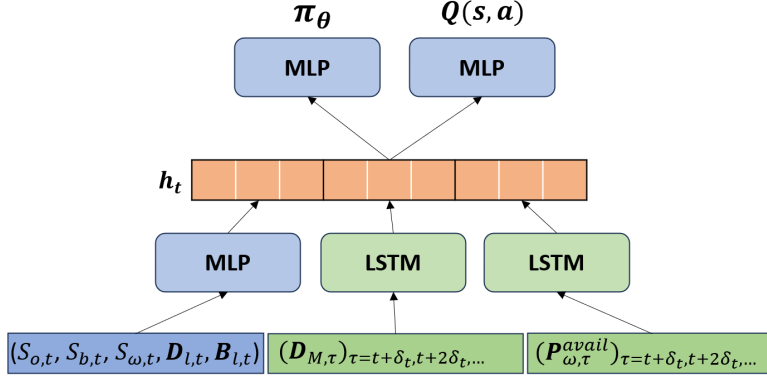 π_θ Q(s, a)
MLP MLP
h_t
MLP LSTM LSTM
(S_{o,t}, S_{b,t}, S_{ω,t}, D_{l,t}, B_{l,t}) (D_{M,τ})_{τ=t+δ_t,t+2δ_t,...} (P^{avail}_{ω,τ})_{τ=t+δ_t,t+2δ_t,...}